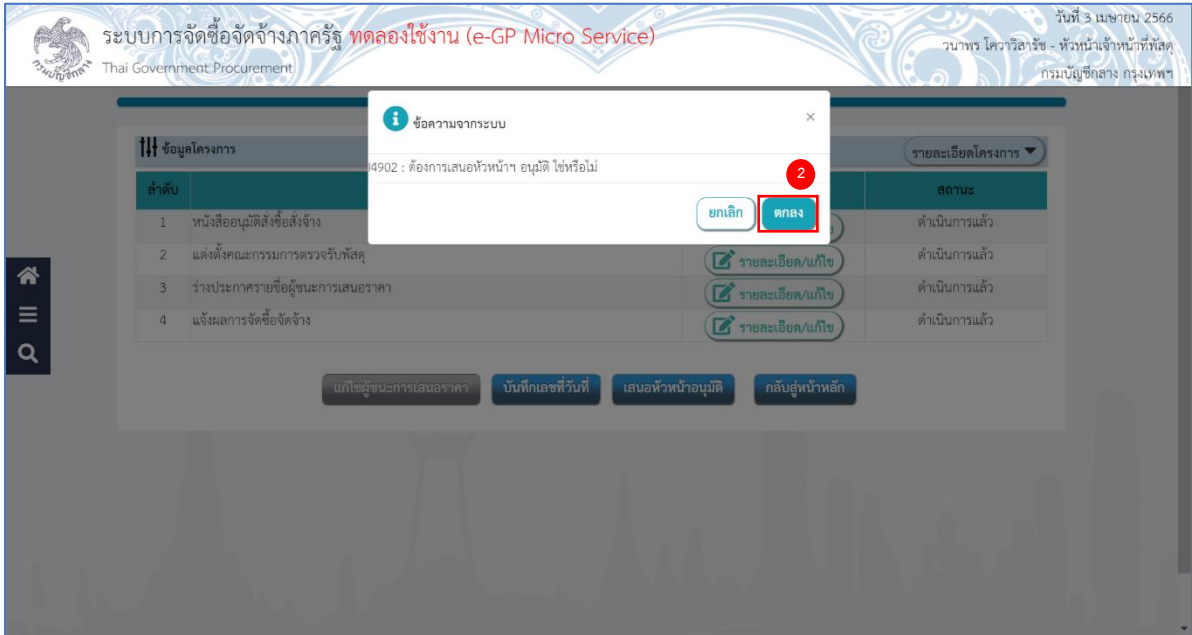 วันที่ 3 เมษายน 2566
ระบบการจัดซื้อจัดจ้างภาครัฐ ทดลองใช้งาน (e-GP Micro Service)
วนาพร โควาวิสารัช - หัวหน้าเจ้าหน้าที่พัสดุ
Thai Government Procurement
กรมบัญชีกลาง กรุงเทพฯ
i ข้อความจากระบบ ×
ข้อมูลโครงการ
รายละเอียดโครงการ
I4902 : ต้องการเสนอหัวหน้าฯ อนุมัติ ใช่หรือไม่
2
ลำดับ
สถานะ
ยกเลิก ตกลง
1 หนังสืออนุมัติสั่งซื้อสั่งจ้าง ดำเนินการแล้ว
2 แต่งตั้งคณะกรรมการตรวจรับพัสดุ รายละเอียด/แก้ไข ดำเนินการแล้ว
3 ร่างประกาศรายชื่อผู้ชนะการเสนอราคา รายละเอียด/แก้ไข ดำเนินการแล้ว
4 แจ้งผลการจัดซื้อจัดจ้าง รายละเอียด/แก้ไข ดำเนินการแล้ว
แก้ไขผู้ชนะการเสนอราคา บันทึกเลขที่วันที่ เสนอหัวหน้าอนุมัติ กลับสู่หน้าหลัก